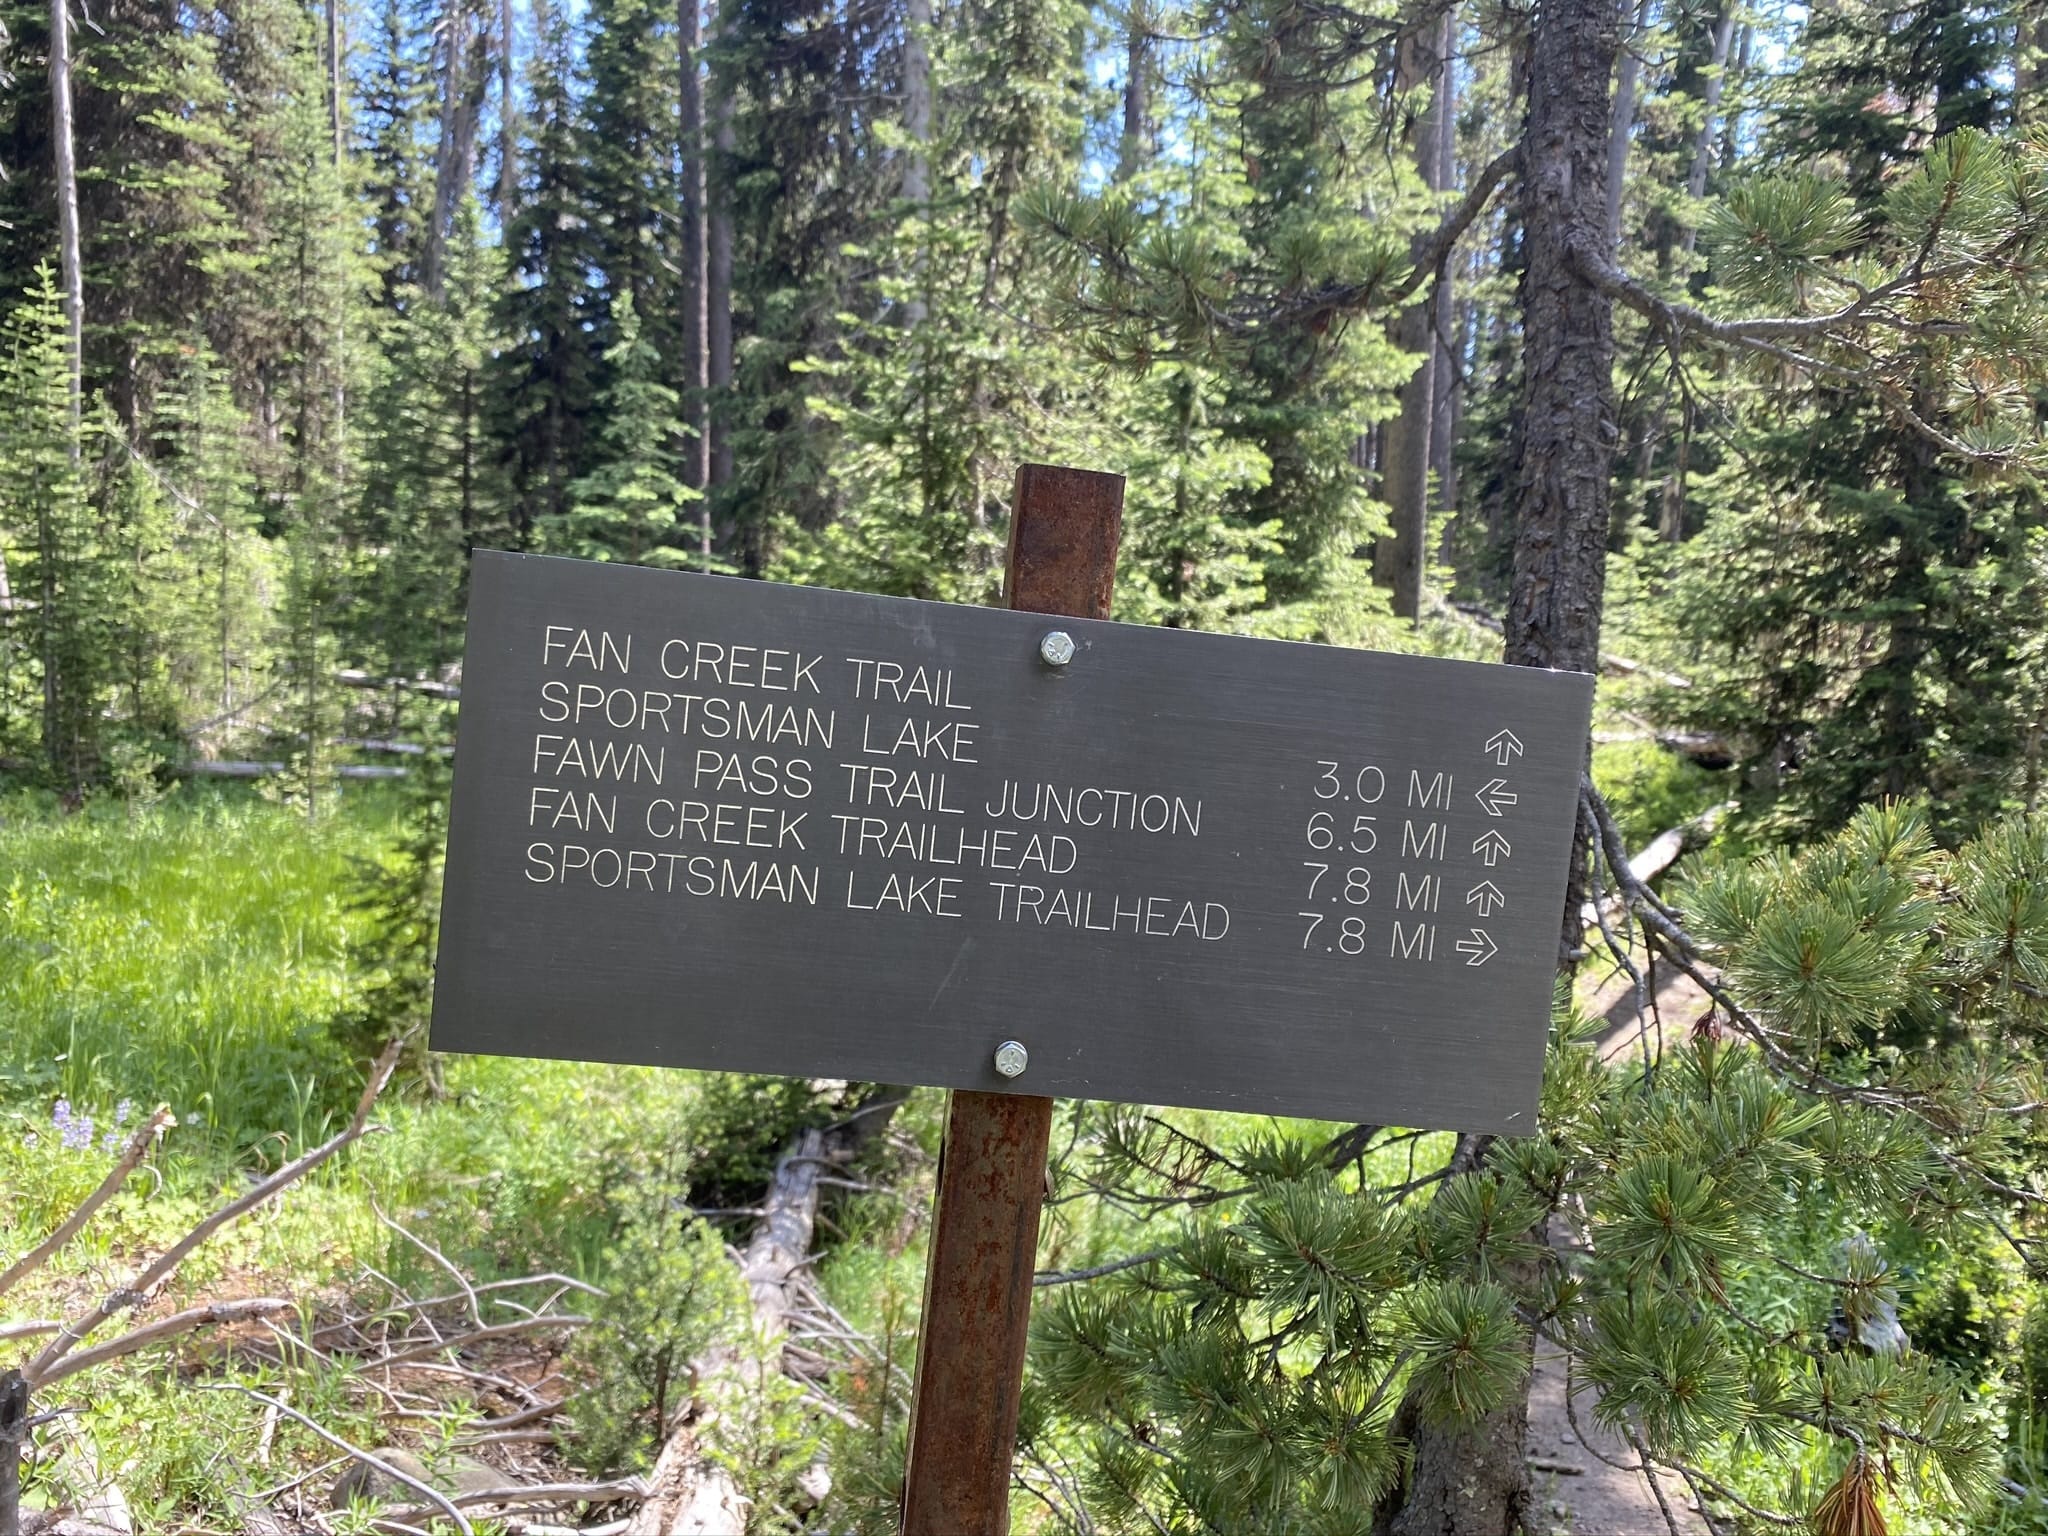 FAN CREEK TRAIL ↑
SPORTSMAN LAKE 3.0 MI ←
FAWN PASS TRAIL JUNCTION 6.5 MI ↑
FAN CREEK TRAILHEAD 7.8 MI ↑
SPORTSMAN LAKE TRAILHEAD 7.8 MI →